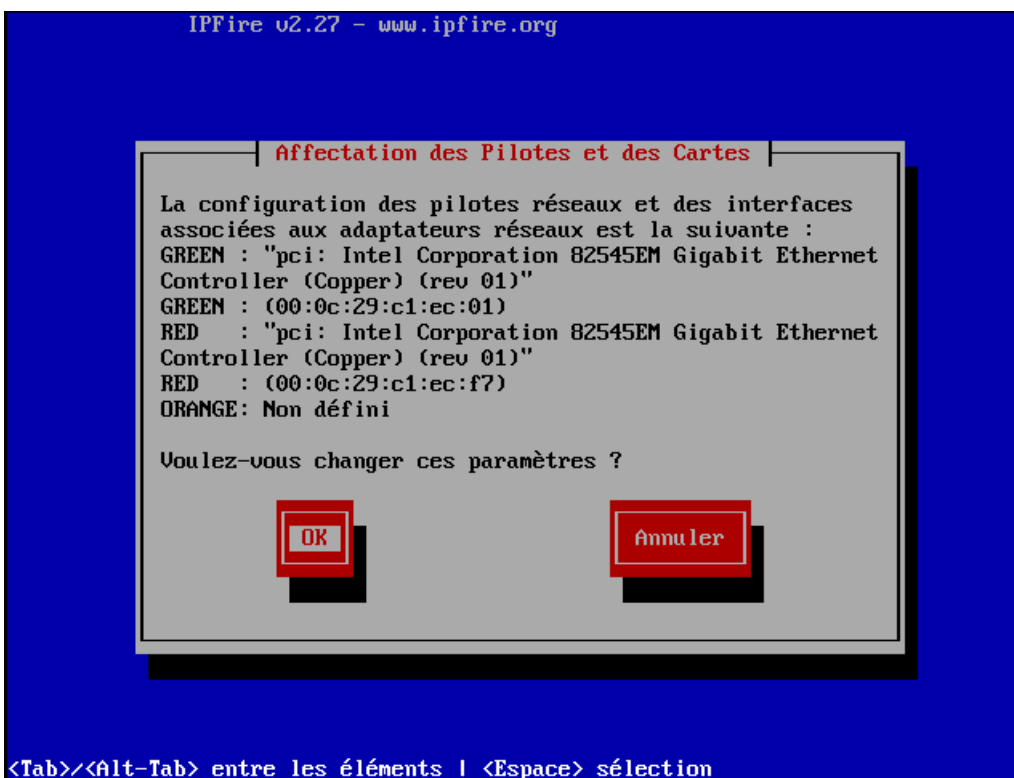 IPFire v2.27 - www.ipfire.org
Affectation des Pilotes et des Cartes
La configuration des pilotes réseaux et des interfaces
associées aux adaptateurs réseaux est la suivante :
GREEN : "pci: Intel Corporation 82545EM Gigabit Ethernet
Controller (Copper) (rev 01)"
GREEN : (00:0c:29:c1:ec:01)
RED : "pci: Intel Corporation 82545EM Gigabit Ethernet
Controller (Copper) (rev 01)"
RED : (00:0c:29:c1:ec:f7)
ORANGE: Non défini
Voulez-vous changer ces paramètres ?
OK Annuler
<Tab>/<Alt-Tab> entre les éléments | <Espace> sélection